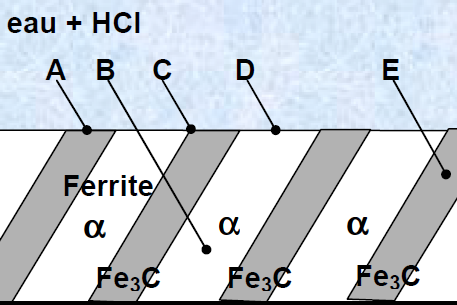 eau + HCl
A B C D E
Ferrite
α α α
Fe₃C Fe₃C Fe₃C